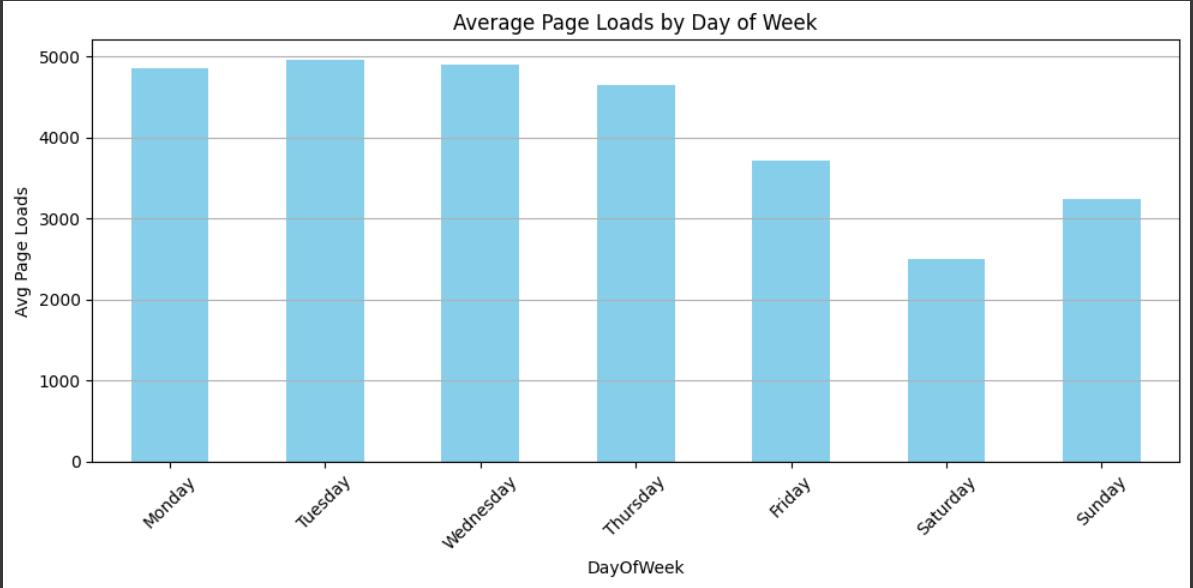 Average Page Loads by Day of Week
Avg Page Loads
5000
4000
3000
2000
1000
0
Monday
Tuesday
Wednesday
Thursday
Friday
Saturday
Sunday
DayOfWeek